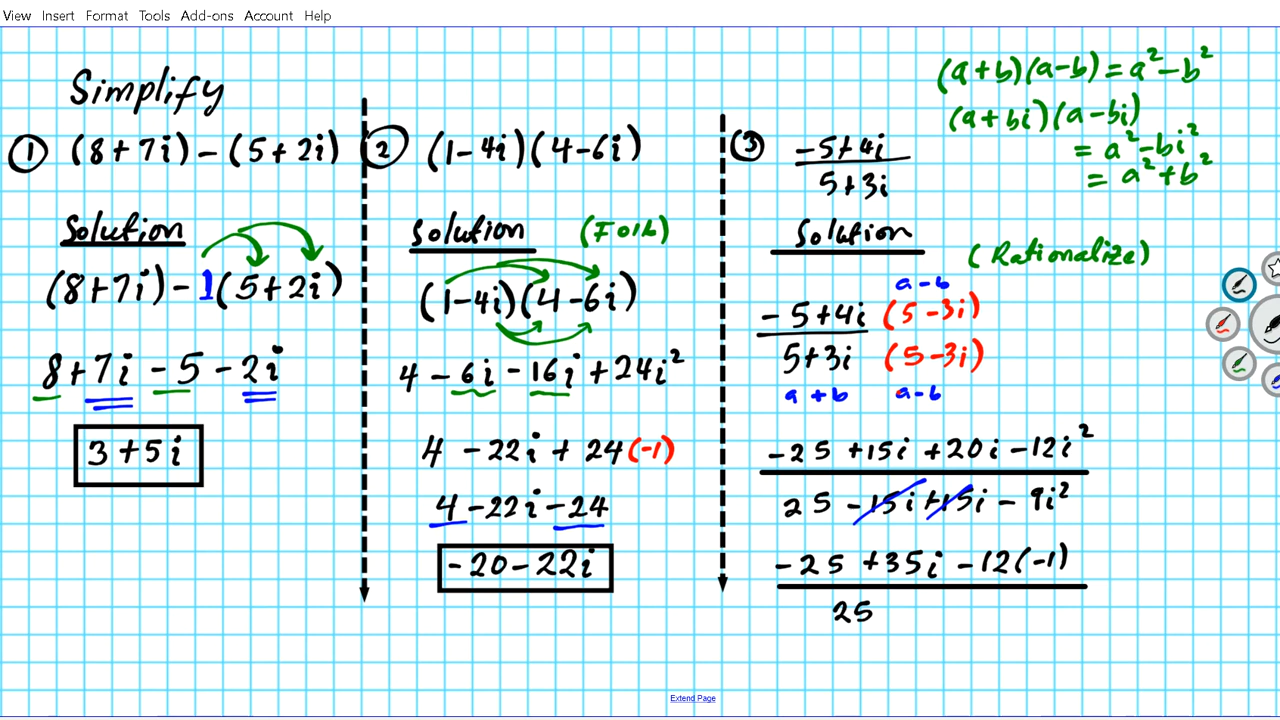 View Insert Format Tools Add-ons Account Help
Simplify
① (8+7i) - (5+2i)
Solution
(8+7i) - 1(5+2i)
8+7i -5 -2i
3+5i
② (1-4i)(4-6i)
Solution (Foib)
(1-4i)(4-6i)
4 - 6i - 16i + 24i²
4 -22i + 24(-1)
4 -22i -24
-20-22i
(a+b)(a-b) = a²-b²
(a+bi)(a-bi)
= a²-bi²
= a²+b²
③ -5+4i
5+3i
Solution
(Rationalize)
a-b
-5+4i (5-3i)
5+3i (5-3i)
a+b a-b
-25 +15i +20i -12i²
25 -15i +15i - 9i²
-25 +35i -12(-1)
25
Extend Page